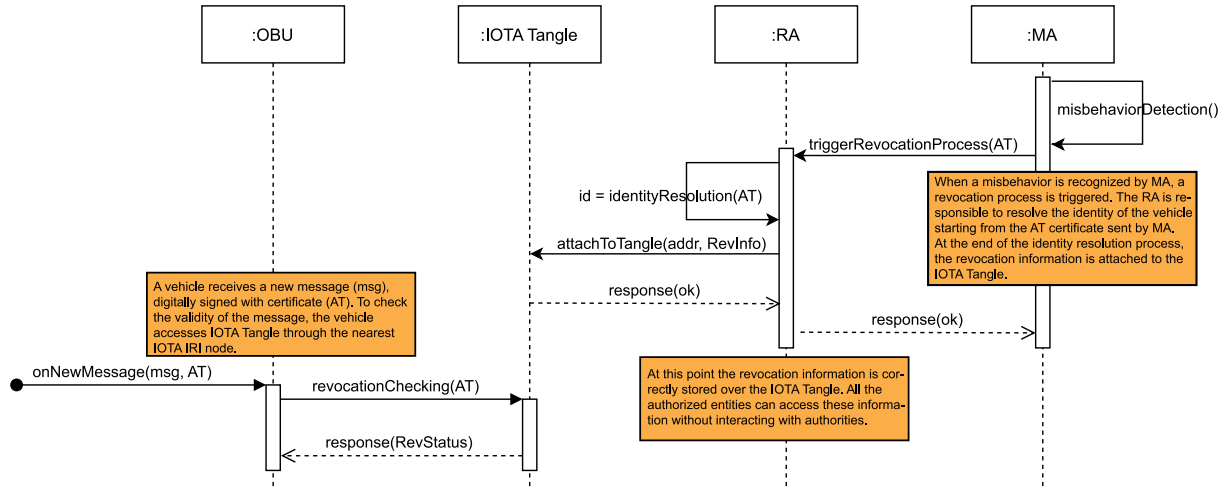 :OBU
:IOTA Tangle
:RA
:MA
misbehaviorDetection()
triggerRevocationProcess(AT)
When a misbehavior is recognized by MA, a
revocation process is triggered. The RA is re-
sponsible to resolve the identity of the vehicle
starting from the AT certificate sent by MA.
At the end of the identity resolution process,
the revocation information is attached to the
IOTA Tangle.
id = identityResolution(AT)
attachToTangle(addr, RevInfo)
A vehicle receives a new message (msg),
digitally signed with certificate (AT). To check
the validity of the message, the vehicle
accesses IOTA Tangle through the nearest
IOTA IRI node.
response(ok)
response(ok)
At this point the revocation information is cor-
rectly stored over the IOTA Tangle. All the
authorized entities can access these informa-
tion without interacting with authorities.
onNewMessage(msg, AT)
revocationChecking(AT)
response(RevStatus)